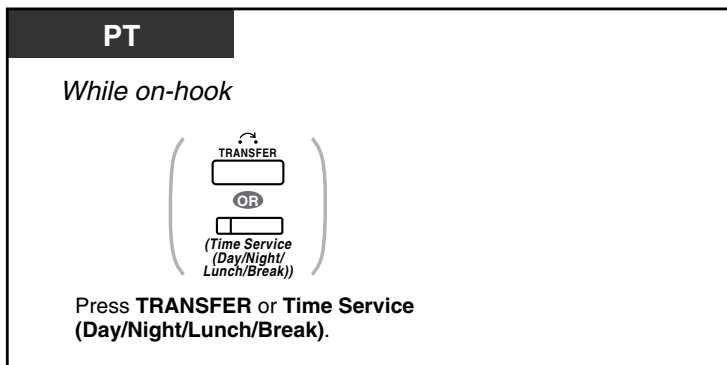 PT
While on-hook
TRANSFER
OR
(Time Service
(Day/Night/
Lunch/Break))
Press TRANSFER or Time Service
(Day/Night/Lunch/Break).